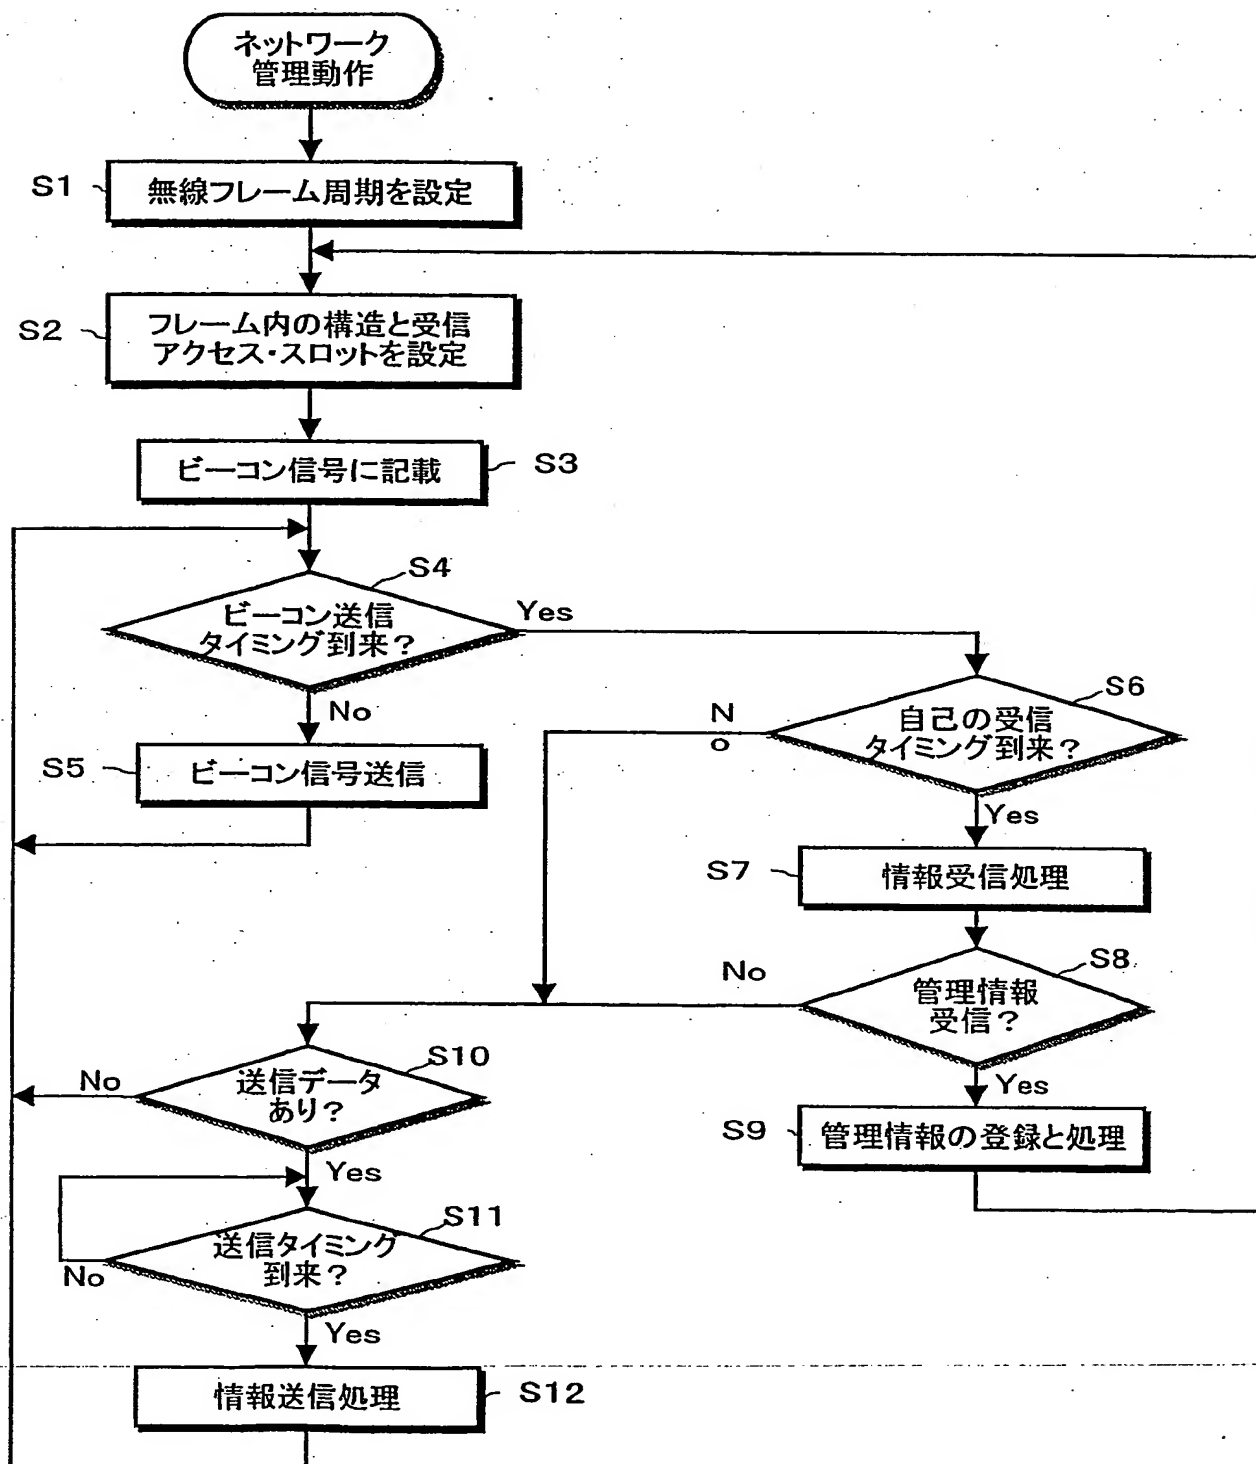 ネットワーク
管理動作
S1
無線フレーム周期を設定
S2
フレーム内の構造と受信
アクセス・スロットを設定
ビーコン信号に記載
S3
S4
ビーコン送信
タイミング到来？
Yes
No
S5
ビーコン信号送信
S6
自己の受信
タイミング到来？
N
o
Yes
S7
情報受信処理
S8
管理情報
受信？
No
Yes
S9
管理情報の登録と処理
S10
送信データ
あり？
No
Yes
S11
送信タイミング
到来？
No
Yes
情報送信処理
S12